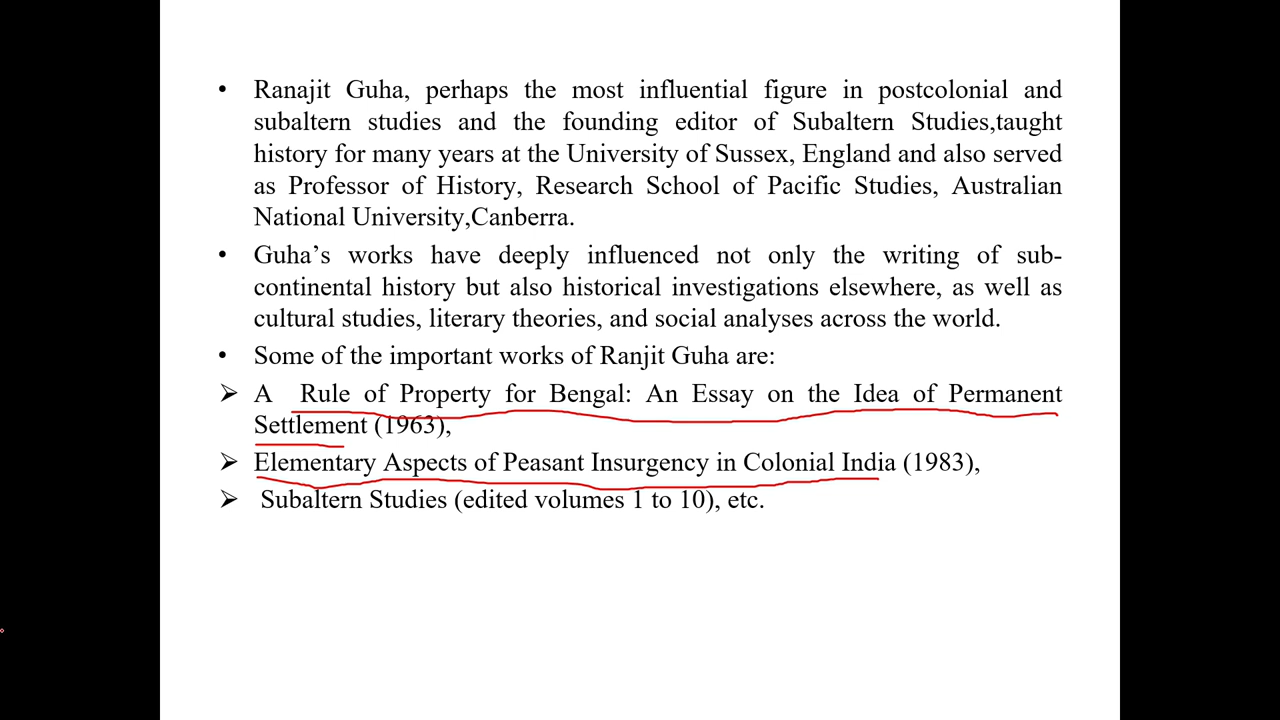 • Ranajit Guha, perhaps the most influential figure in postcolonial and
subaltern studies and the founding editor of Subaltern Studies,taught
history for many years at the University of Sussex, England and also served
as Professor of History, Research School of Pacific Studies, Australian
National University,Canberra.
• Guha’s works have deeply influenced not only the writing of sub-
continental history but also historical investigations elsewhere, as well as
cultural studies, literary theories, and social analyses across the world.
• Some of the important works of Ranjit Guha are:
➢ A Rule of Property for Bengal: An Essay on the Idea of Permanent
Settlement (1963),
➢ Elementary Aspects of Peasant Insurgency in Colonial India (1983),
➢ Subaltern Studies (edited volumes 1 to 10), etc.